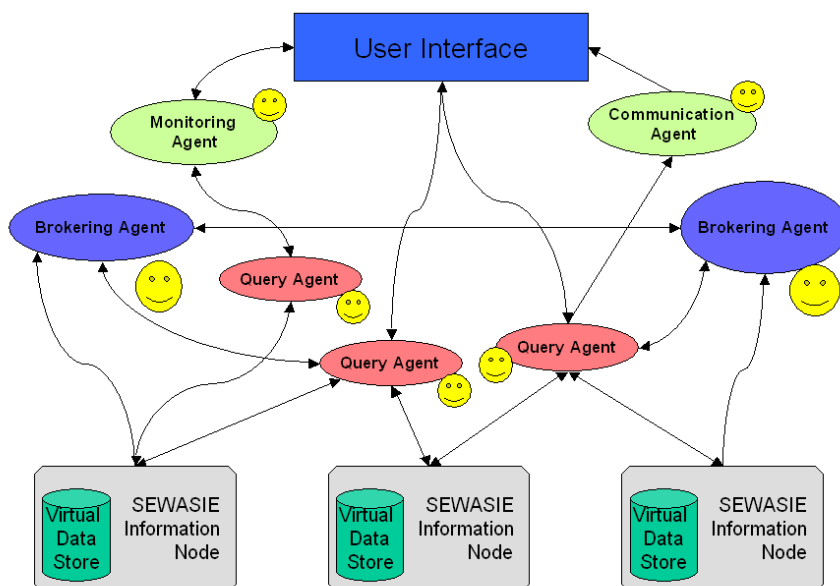 User Interface
Monitoring
Agent
Communication
Agent
Brokering Agent
Brokering Agent
Query Agent
Query Agent
Query Agent
Virtual
Data
Store
SEWASIE
Information
Node
Virtual
Data
Store
SEWASIE
Information
Node
Virtual
Data
Store
SEWASIE
Information
Node